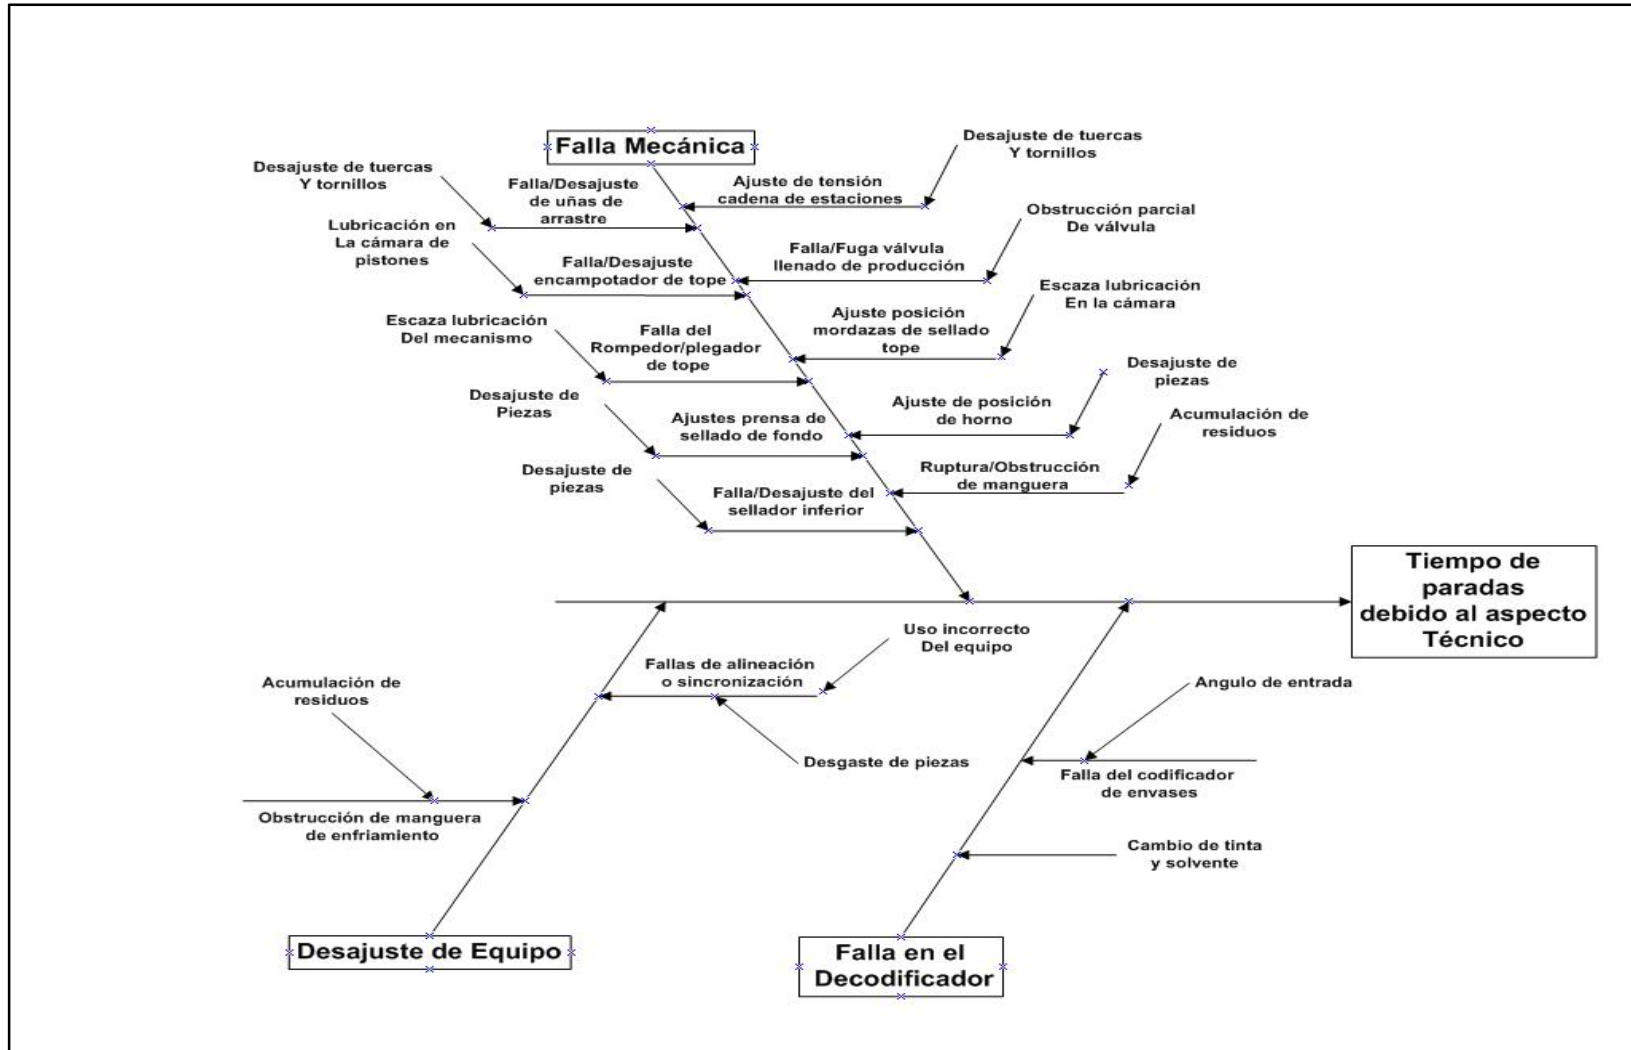 Falla Mecánica
Desajuste de tuercas
Y tornillos
Falla/Desajuste
de uñas de
arrastre
Ajuste de tensión
cadena de estaciones
Desajuste de tuercas
Y tornillos
Lubricación en
La cámara de
pistones
Falla/Desajuste
encampotador de tope
Falla/Fuga válvula
llenado de producción
Obstrucción parcial
De válvula
Escaza lubricación
Del mecanismo
Falla del
Rompedor/plegador
de tope
Ajuste posición
mordazas de sellado
tope
Escaza lubricación
En la cámara
Desajuste de
Piezas
Ajustes prensa de
sellado de fondo
Ajuste de posición
de horno
Desajuste de
piezas
Desajuste de
piezas
Falla/Desajuste del
sellador inferior
Ruptura/Obstrucción
de manguera
Acumulación de
residuos
Tiempo de
paradas
debido al aspecto
Técnico
Acumulación de
residuos
Obstrucción de manguera
de enfriamiento
Fallas de alineación
o sincronización
Uso incorrecto
Del equipo
Desgaste de piezas
Angulo de entrada
Falla del codificador
de envases
Cambio de tinta
y solvente
Desajuste de Equipo
Falla en el
Decodificador